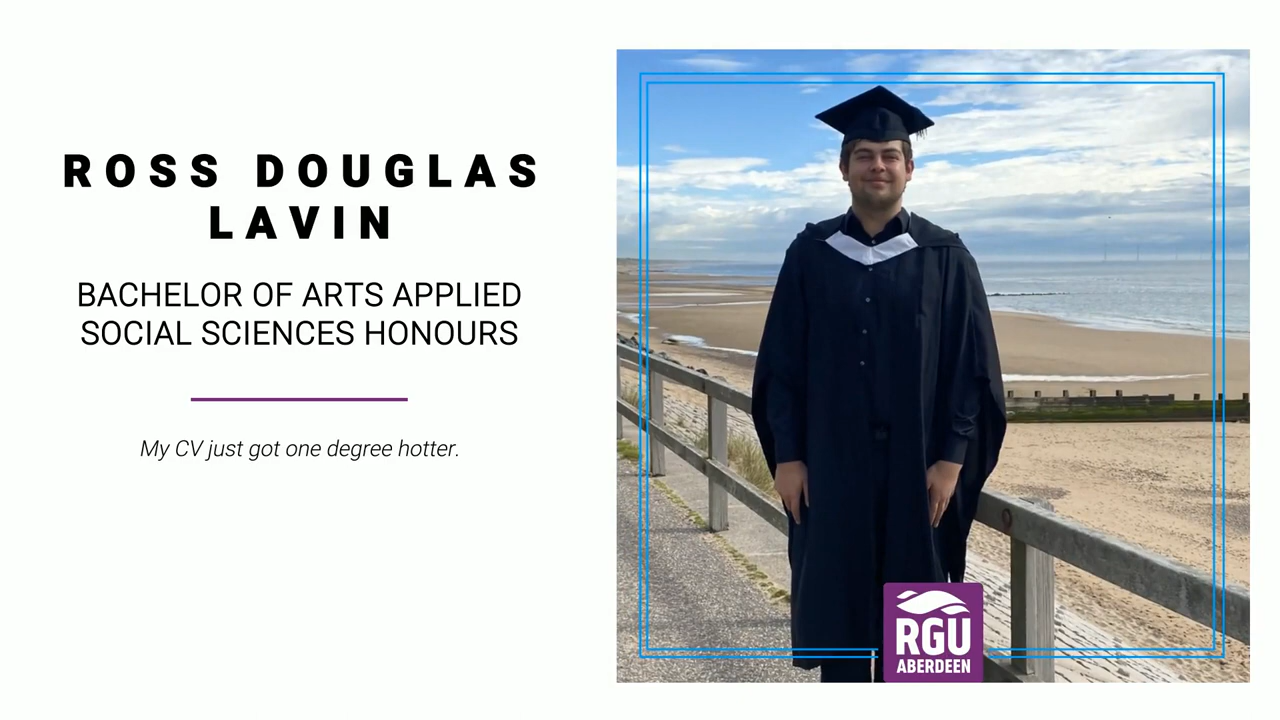 ROSS DOUGLAS
LAVIN
BACHELOR OF ARTS APPLIED
SOCIAL SCIENCES HONOURS
My CV just got one degree hotter.
RGU
ABERDEEN